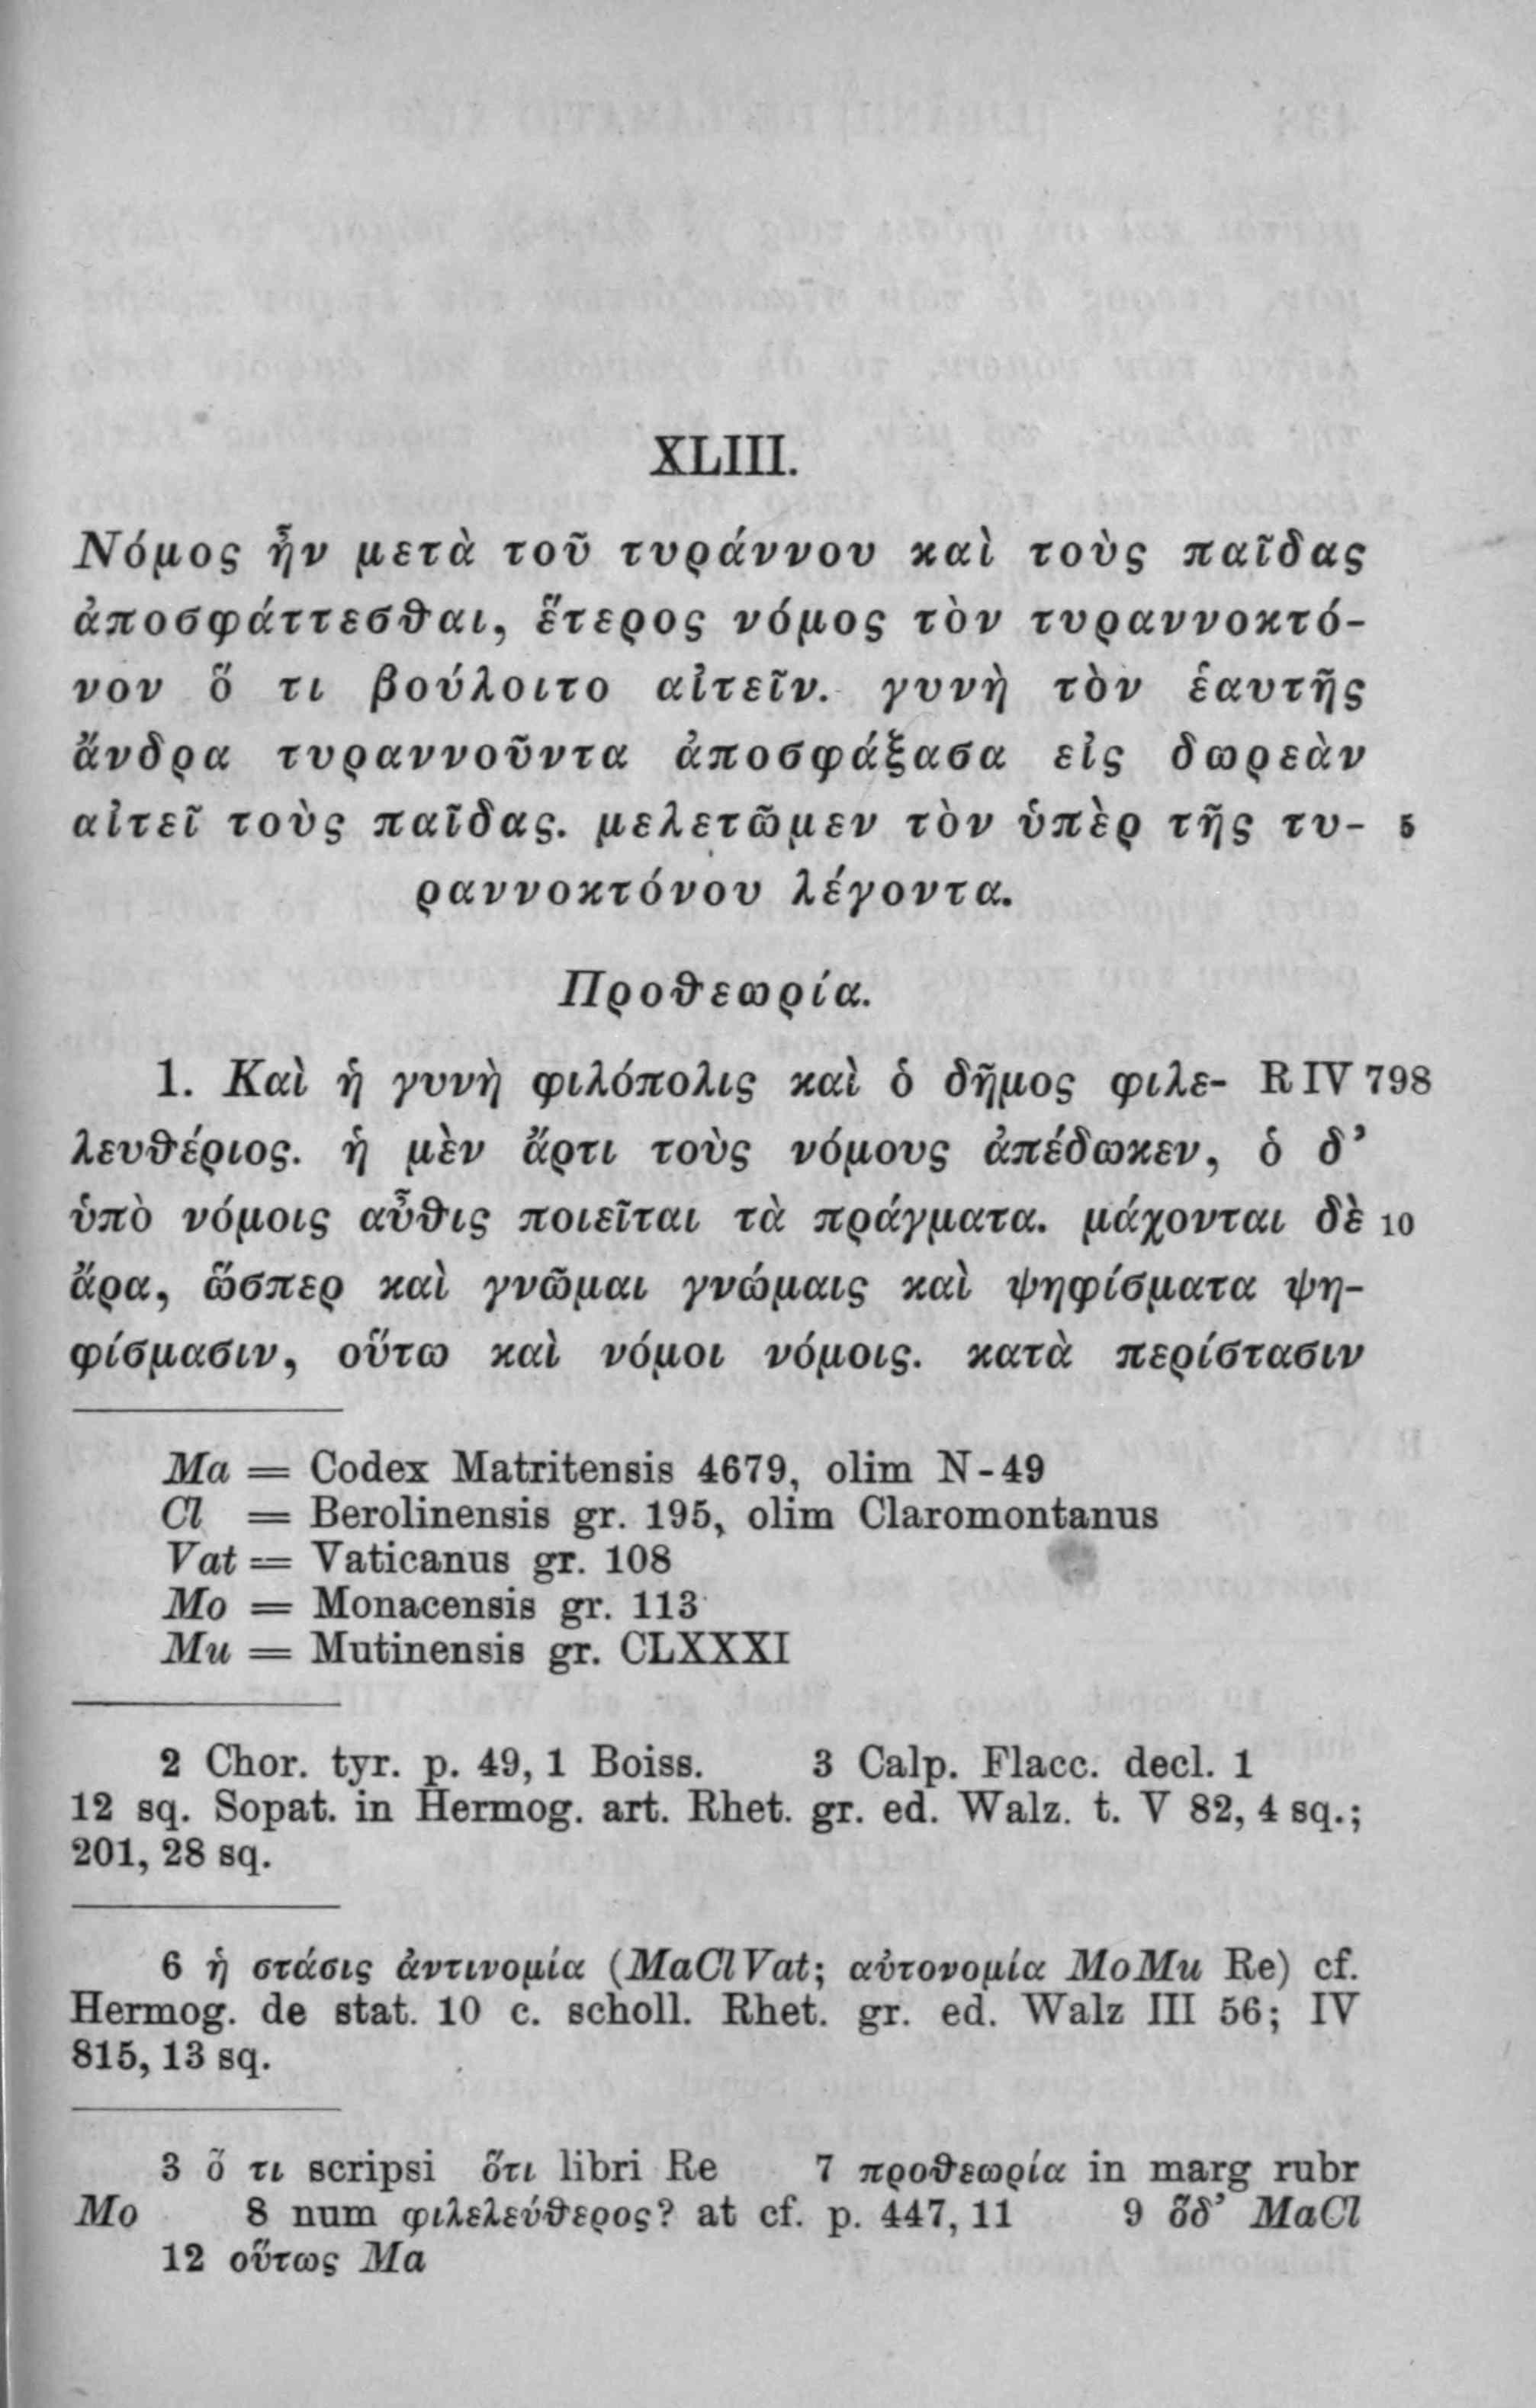 XLIII.
Νόμος ἦν μετὰ τοῦ τυράννου καὶ τοὺς παῖδας
ἀποσφάττεσθαι, ἕτερος νόμος τὸν τυραννοκτό-
νον ὅ τι βούλοιτο αἰτεῖν. γυνὴ τὸν ἑαυτῆς
ἄνδρα τυραννοῦντα ἀποσφάξασα εἰς δωρεὰν
αἰτεῖ τοὺς παῖδας. μελετῶμεν τὸν ὑπὲρ τῆς τυ- 5
ραννοκτόνου λέγοντα.
Προθεωρία.
1. Καὶ ἡ γυνὴ φιλόπολις καὶ ὁ δῆμος φιλε- R IV 798
λευθέριος. ἡ μὲν ἄρτι τοὺς νόμους ἀπέδωκεν, ὁ δ’
ὑπὸ νόμοις αὖθις ποιεῖται τὰ πράγματα. μάχονται δὲ 10
ἄρα, ὥσπερ καὶ γνῶμαι γνώμαις καὶ ψηφίσματα ψη-
φίσμασιν, οὕτω καὶ νόμοι νόμοις. κατὰ περίστασιν
Ma = Codex Matritensis 4679, olim N-49
Cl = Berolinensis gr. 195, olim Claromontanus
Vat = Vaticanus gr. 108
Mo = Monacensis gr. 113
Mu = Mutinensis gr. CLXXXI
2 Chor. tyr. p. 49, 1 Boiss. 3 Calp. Flacc. decl. 1
12 sq. Sopat. in Hermog. art. Rhet. gr. ed. Walz. t. V 82, 4 sq.;
201, 28 sq.
6 ἡ στάσις ἀντινομία (MaClVat; αὐτονομία MoMu Re) cf.
Hermog. de stat. 10 c. scholl. Rhet. gr. ed. Walz III 56; IV
815, 13 sq.
3 ὅ τι scripsi ὅτι libri Re 7 προθεωρία in marg rubr
Mo 8 num φιλελεύθερος? at cf. p. 447, 11 9 ὅδ’ MaCl
12 οὕτως Ma